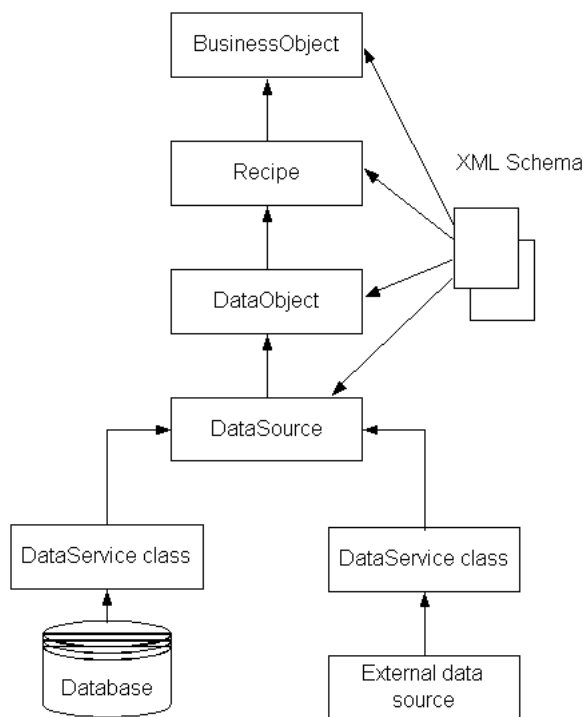 BusinessObject
Recipe
XML Schema
DataObject
DataSource
DataService class
DataService class
Database
External data
source